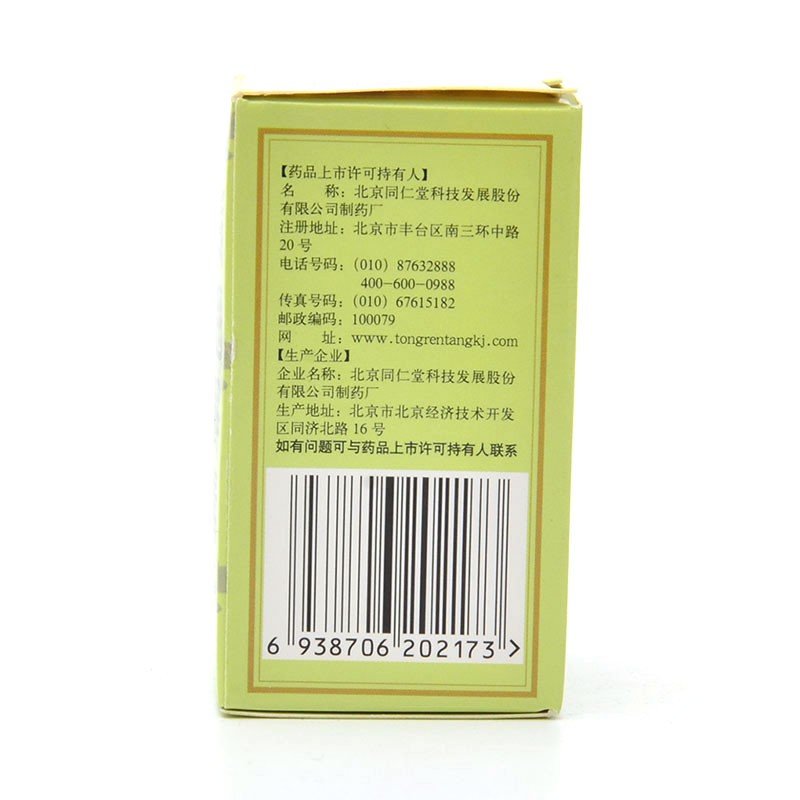 【药品上市许可持有人】
名　　称：北京同仁堂科技发展股份
有限公司制药厂
注册地址：北京市丰台区南三环中路
20 号
电话号码：（010）87632888
400-600-0988
传真号码：（010）67615182
邮政编码：100079
网　　址：www.tongrentangkj.com
【生产企业】
企业名称：北京同仁堂科技发展股份
有限公司制药厂
生产地址：北京市北京经济技术开发
区同济北路 16 号
如有问题可与药品上市许可持有人联系
6 938706 202173 >